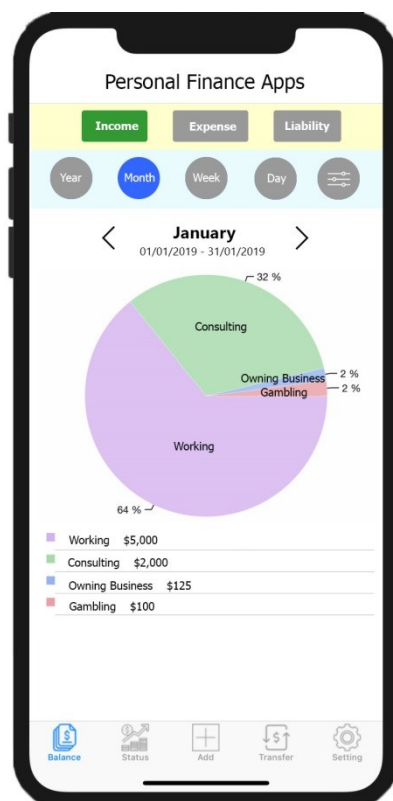 Personal Finance Apps
Income Expense Liability
Year Month Week Day
January
01/01/2019 - 31/01/2019
32 %
Consulting
Owning Business 2 %
Gambling 2 %
Working
64 %
Working $5,000
Consulting $2,000
Owning Business $125
Gambling $100
Balance Status Add Transfer Setting